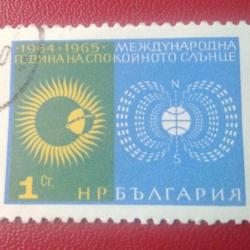 1964-1965 МЕЖДУНАРОДНА
ГОДИНА НА СПОКОЙНОТО СЛЪНЦЕ
N
S
1 СТ. НР БЪЛГАРИЯ